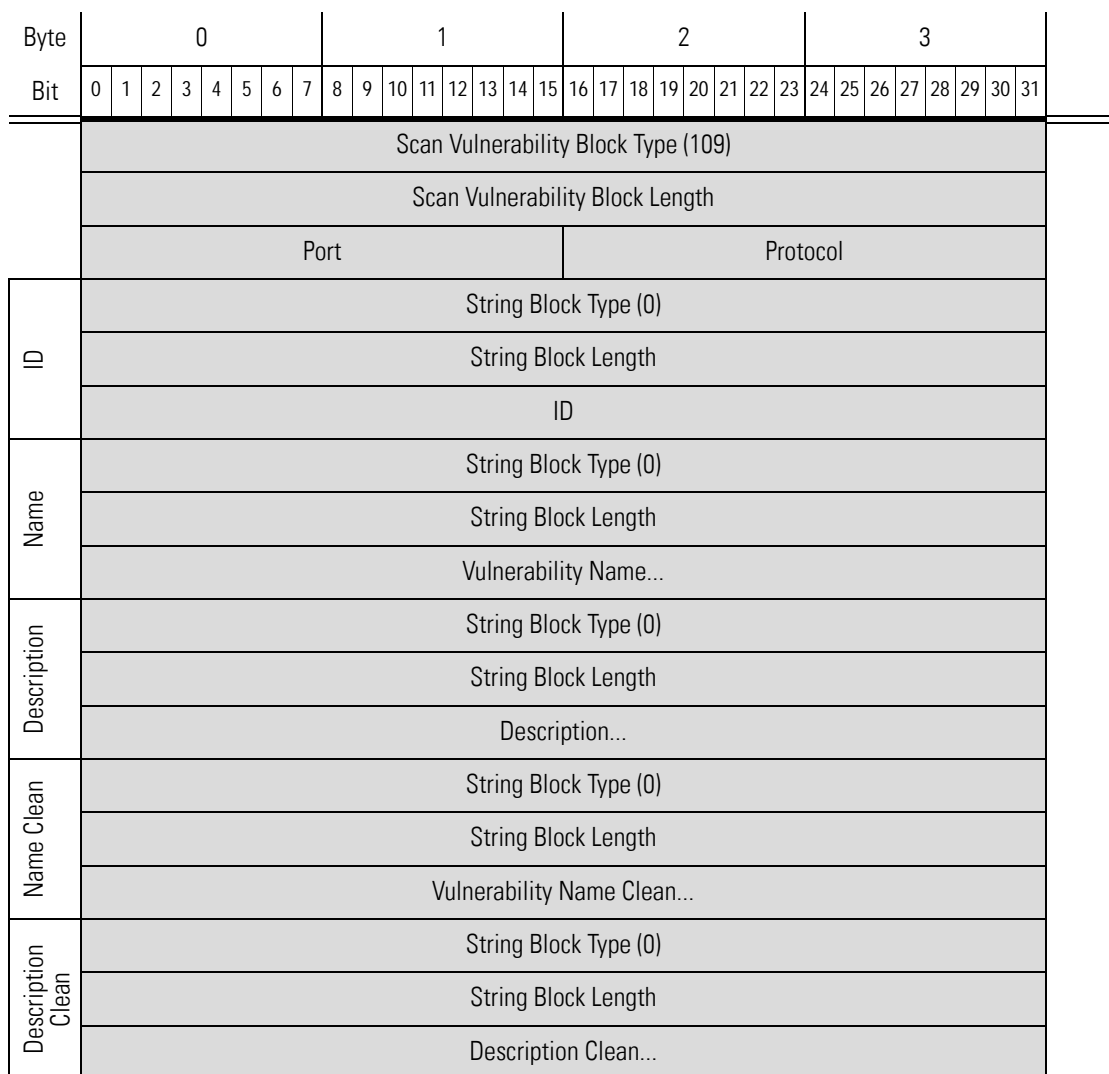 Byte 0 1 2 3
Bit 0 1 2 3 4 5 6 7 8 9 10 11 12 13 14 15 16 17 18 19 20 21 22 23 24 25 26 27 28 29 30 31
Scan Vulnerability Block Type (109)
Scan Vulnerability Block Length
Port Protocol
ID
String Block Type (0)
String Block Length
ID
Name
String Block Type (0)
String Block Length
Vulnerability Name...
Description
String Block Type (0)
String Block Length
Description...
Name Clean
String Block Type (0)
String Block Length
Vulnerability Name Clean...
Description
Clean
String Block Type (0)
String Block Length
Description Clean...